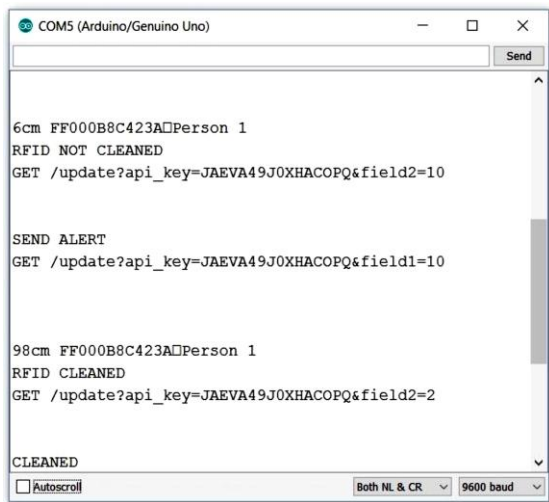 COM5 (Arduino/Genuino Uno)
Send
6cm FF000B8C423A□Person 1
RFID NOT CLEANED
GET /update?api_key=JAEVA49J0XHACOPQ&field2=10
SEND ALERT
GET /update?api_key=JAEVA49J0XHACOPQ&field1=10
98cm FF000B8C423A□Person 1
RFID CLEANED
GET /update?api_key=JAEVA49J0XHACOPQ&field2=2
CLEANED
Autoscroll Both NL & CR 9600 baud